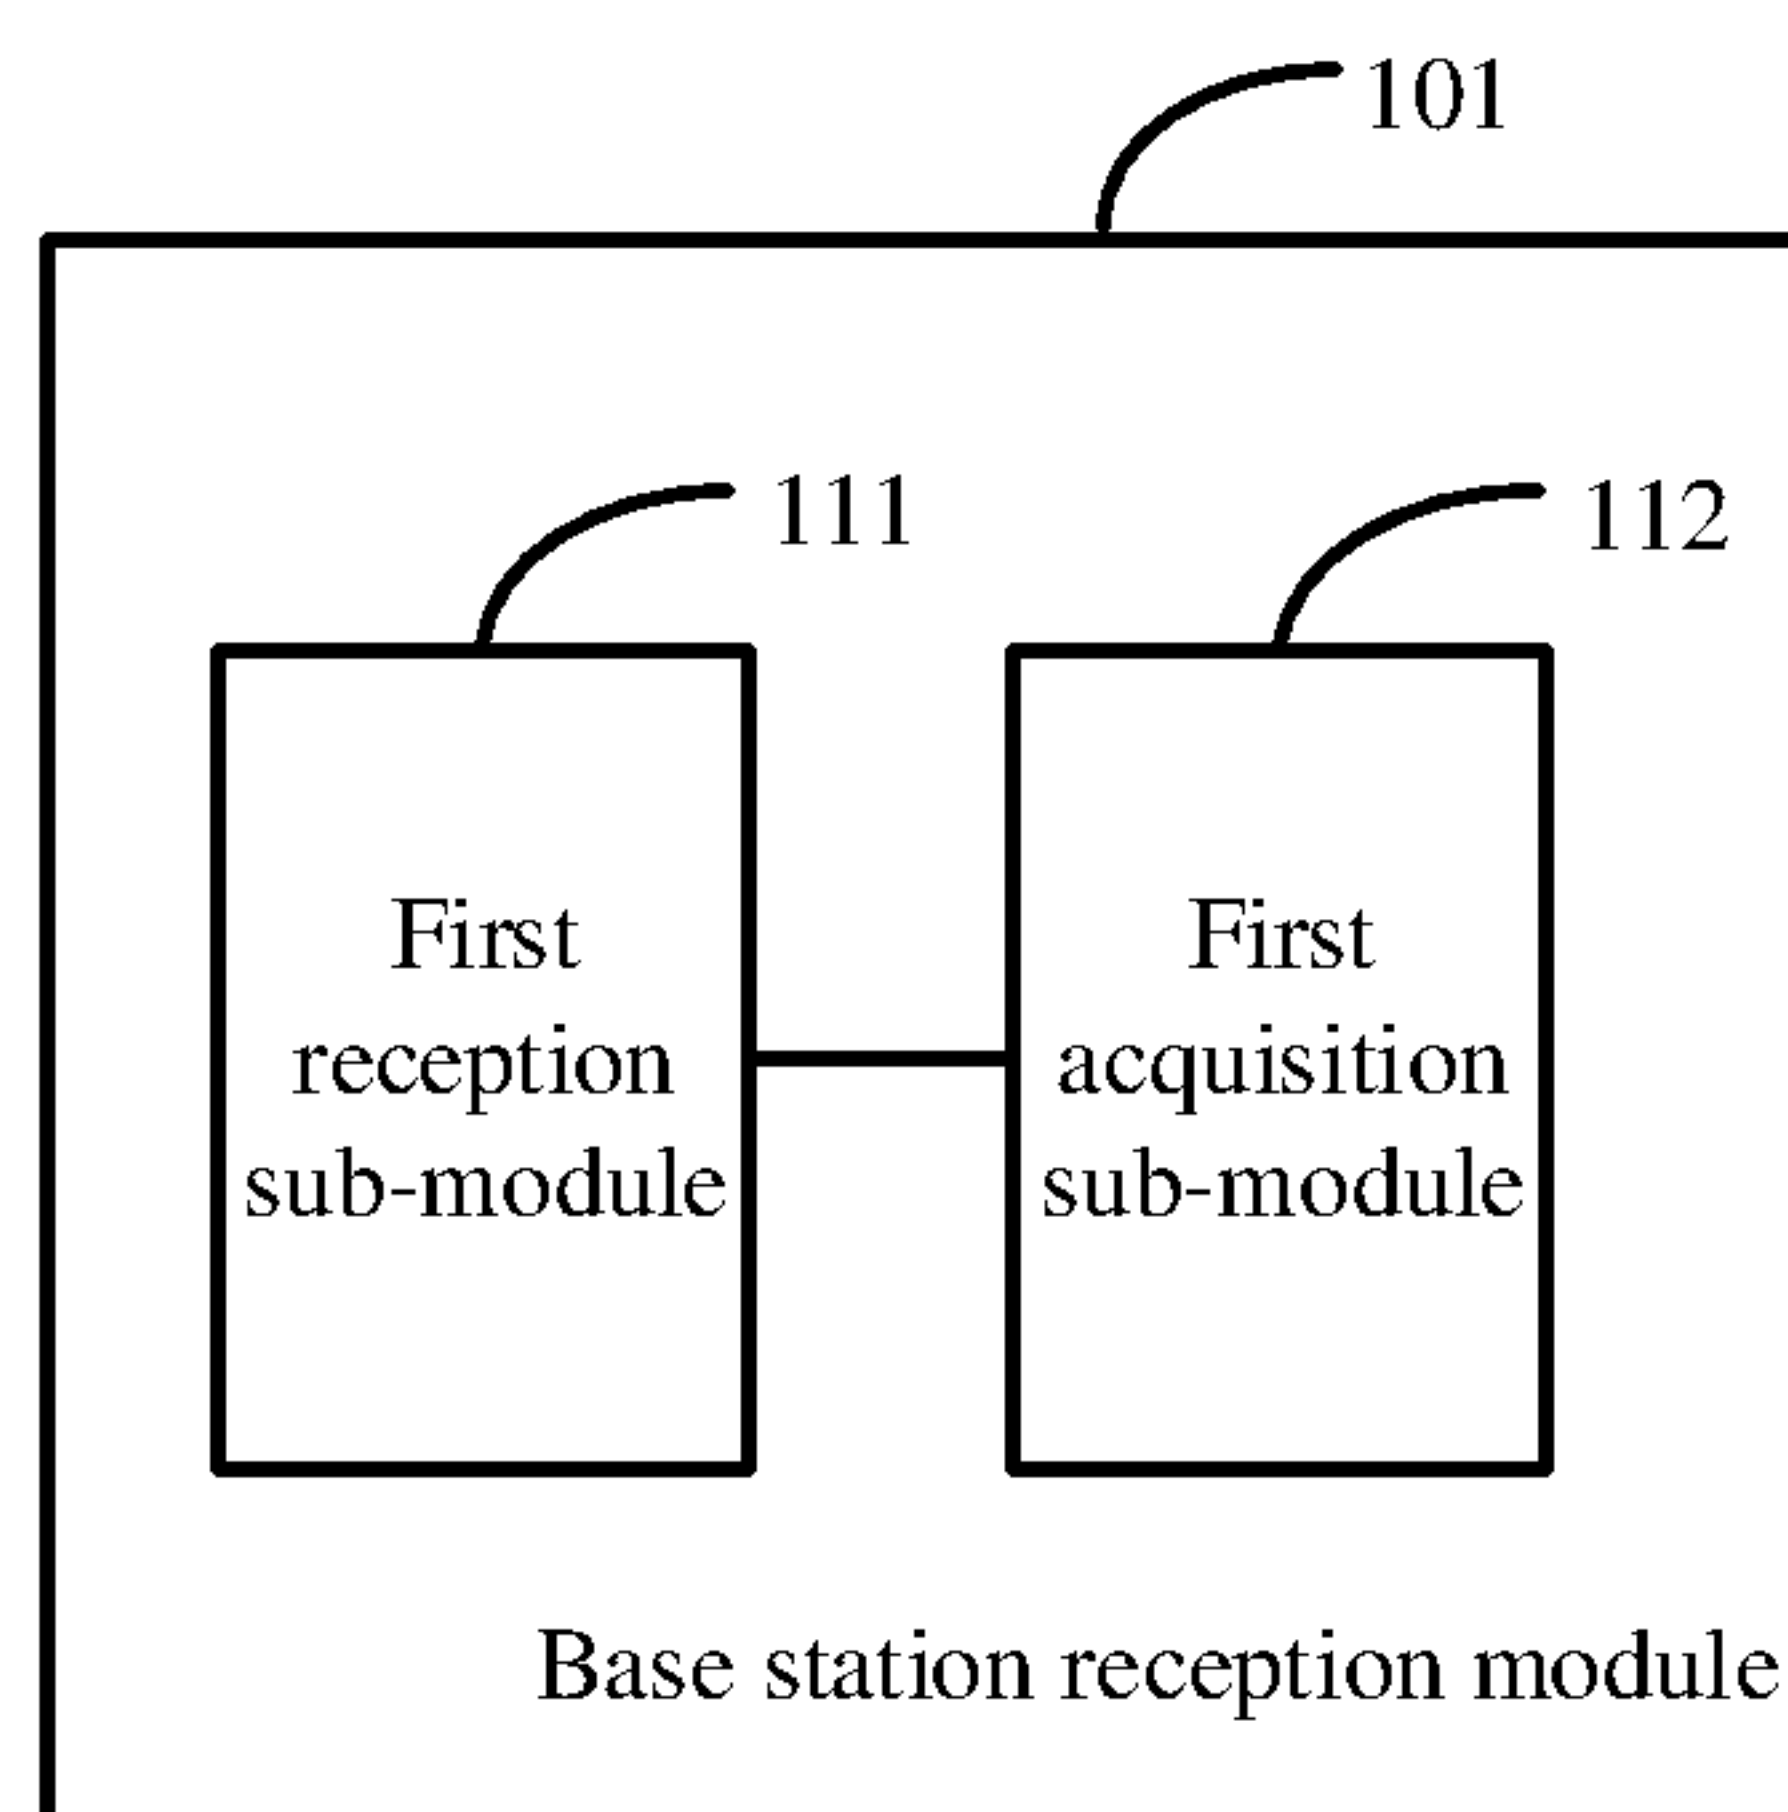 101
111
112
First
reception
sub-module
First
acquisition
sub-module
Base station reception module